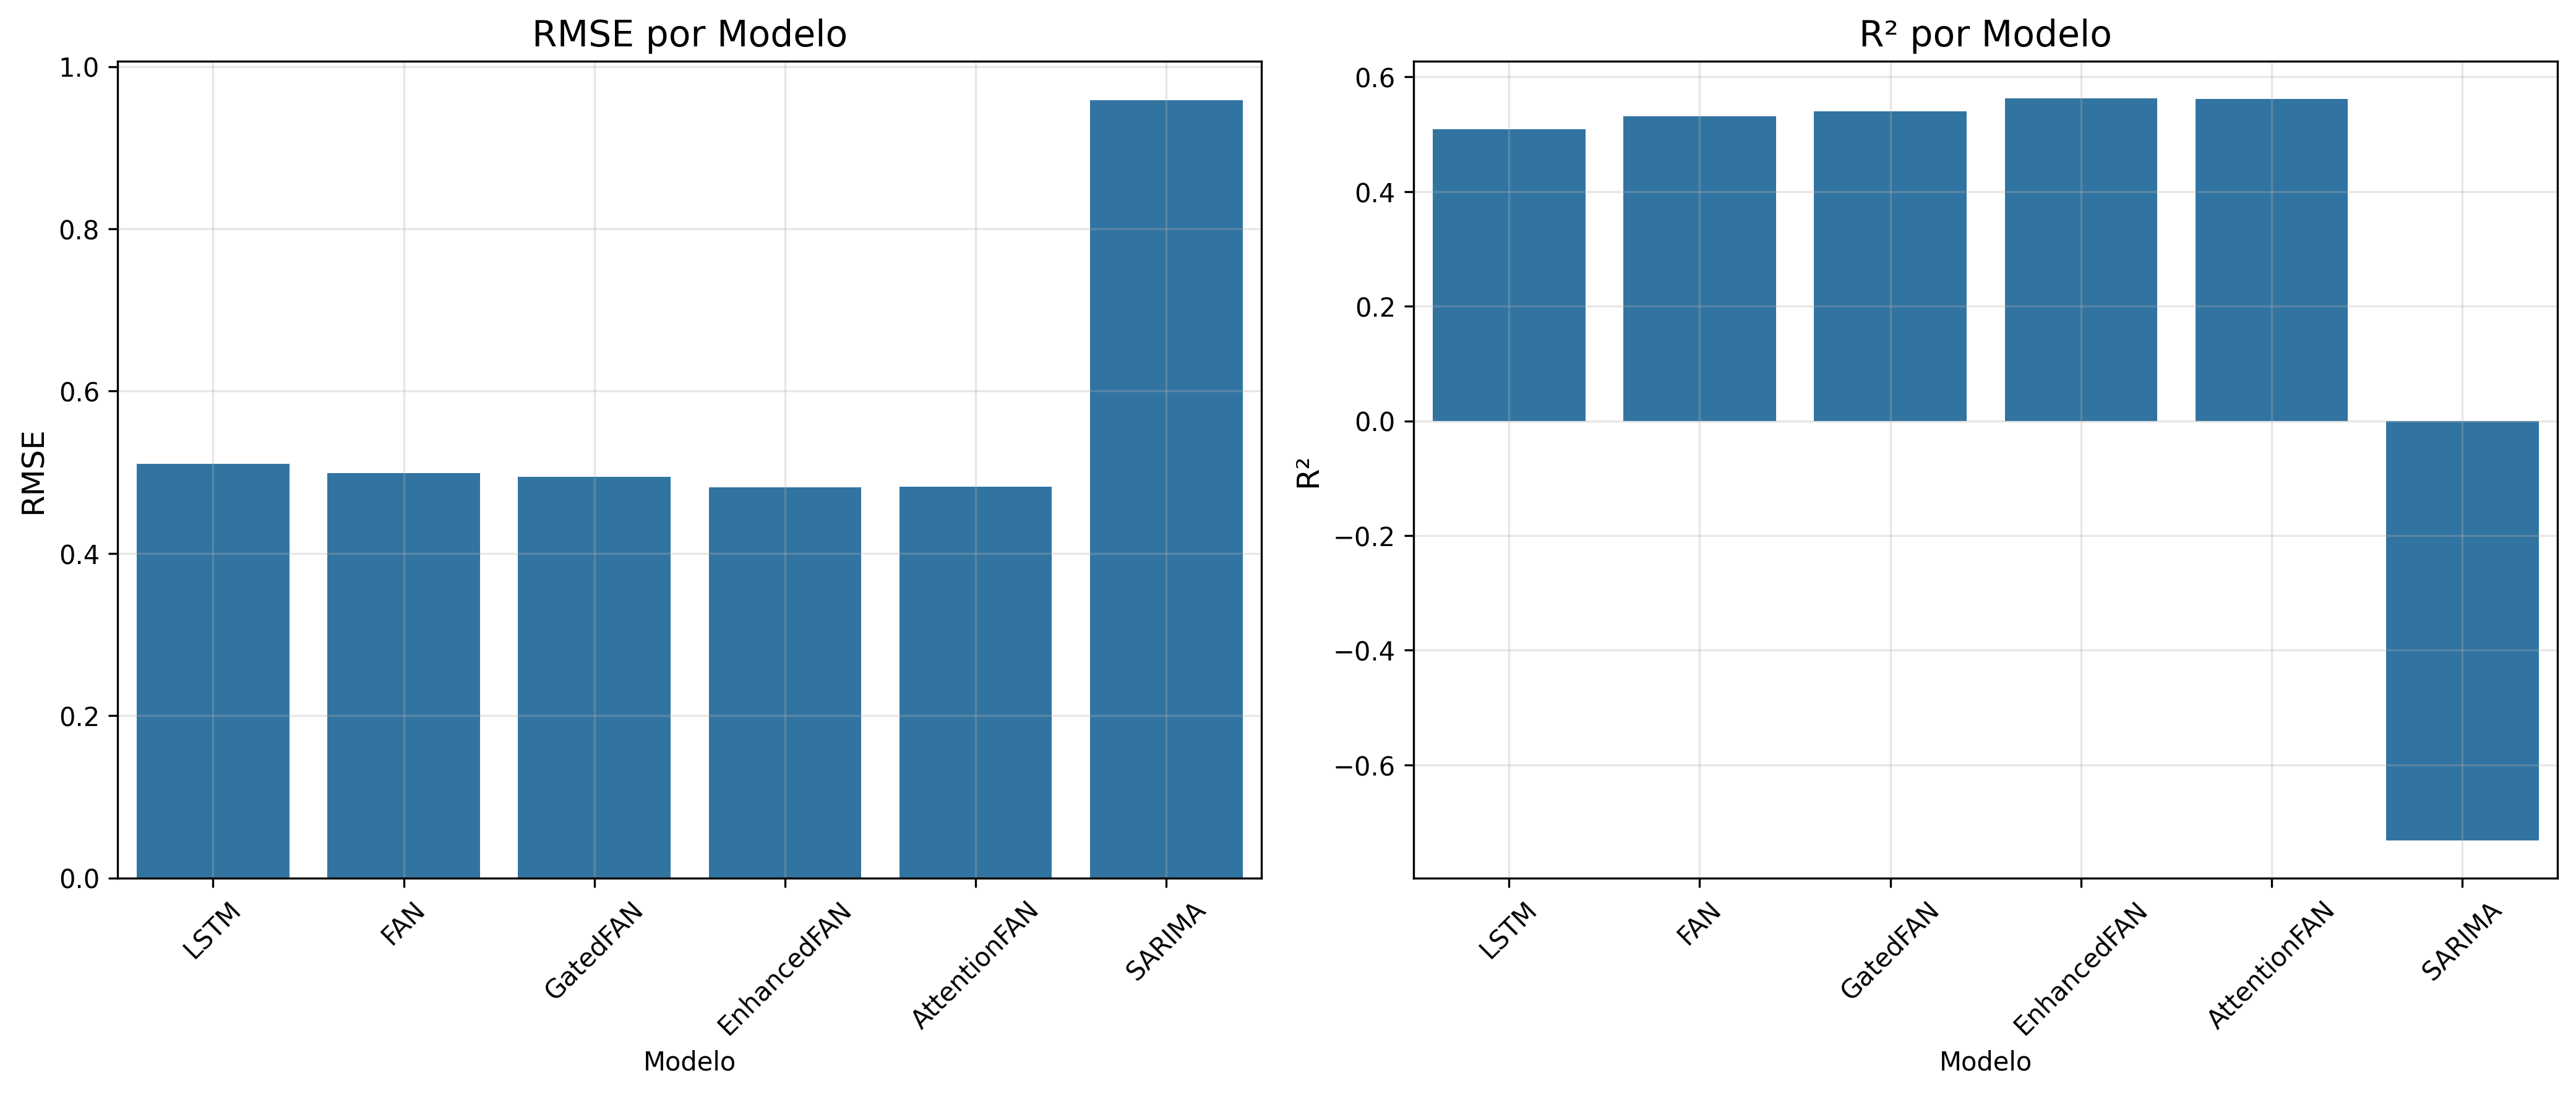 RMSE por Modelo
1.0
0.8
0.6
0.4
0.2
0.0
RMSE
LSTM
FAN
GatedFAN
EnhancedFAN
AttentionFAN
SARIMA
Modelo
R² por Modelo
0.6
0.4
0.2
0.0
−0.2
−0.4
−0.6
R²
LSTM
FAN
GatedFAN
EnhancedFAN
AttentionFAN
SARIMA
Modelo